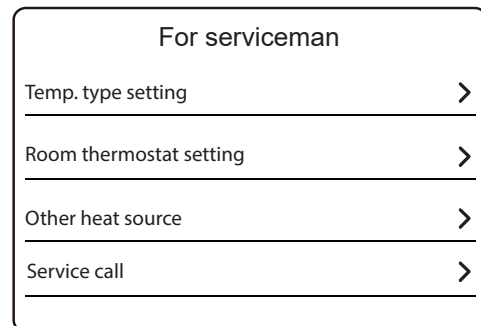 For serviceman
Temp. type setting
Room thermostat setting
Other heat source
Service call